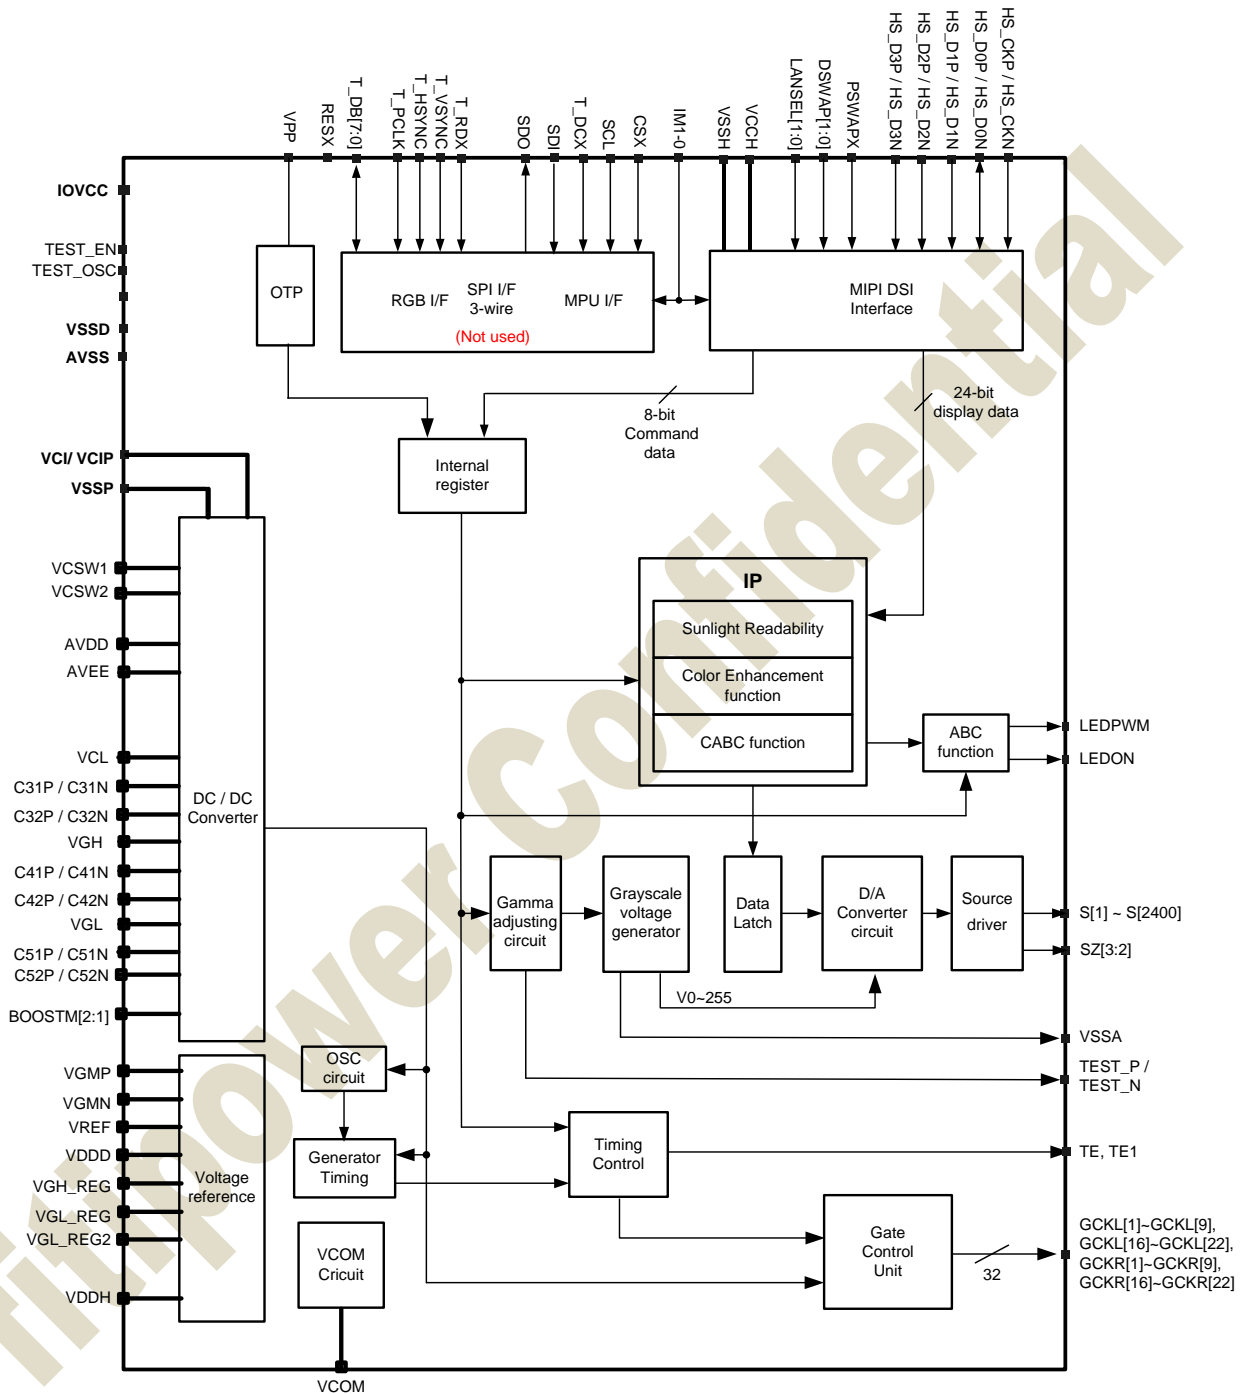 VPP
RESX
T_DB[7:0]
T_PCLK
T_HSYNC
T_VSYNC
T_RDX
SDO
SDI
T_DCX
SCL
CSX
IM1-0
VSSH
VCCH
LANSEL[1:0]
DSWAP[1:0]
PSWAPX
HS_D3P / HS_D3N
HS_D2P / HS_D2N
HS_D1P / HS_D1N
HS_D0P / HS_D0N
HS_CKP / HS_CKN
IOVCC
TEST_EN
TEST_OSC
VSSD
AVSS
OTP
RGB I/F
SPI I/F
3-wire
MPU I/F
(Not used)
MIPI DSI
Interface
8-bit
Command
data
24-bit
display data
Internal
register
VCI/ VCIP
VSSP
VCSW1
VCSW2
AVDD
AVEE
VCL
C31P / C31N
C32P / C32N
VGH
C41P / C41N
C42P / C42N
VGL
C51P / C51N
C52P / C52N
BOOSTM[2:1]
DC / DC
Converter
IP
Sunlight Readability
Color Enhancement
function
CABC function
ABC
function
LEDPWM
LEDON
Gamma
adjusting
circuit
Grayscale
voltage
generator
Data
Latch
D/A
Converter
circuit
Source
driver
S[1] ~ S[2400]
SZ[3:2]
V0~255
VSSA
TEST_P /
TEST_N
OSC
circuit
VGMP
VGMN
VREF
VDDD
VGH_REG
VGL_REG
VGL_REG2
VDDH
Voltage
reference
Generator
Timing
Timing
Control
TE, TE1
VCOM
Cricuit
Gate
Control
Unit
32
GCKL[1]~GCKL[9],
GCKL[16]~GCKL[22],
GCKR[1]~GCKR[9],
GCKR[16]~GCKR[22]
VCOM
fitipower Confidential